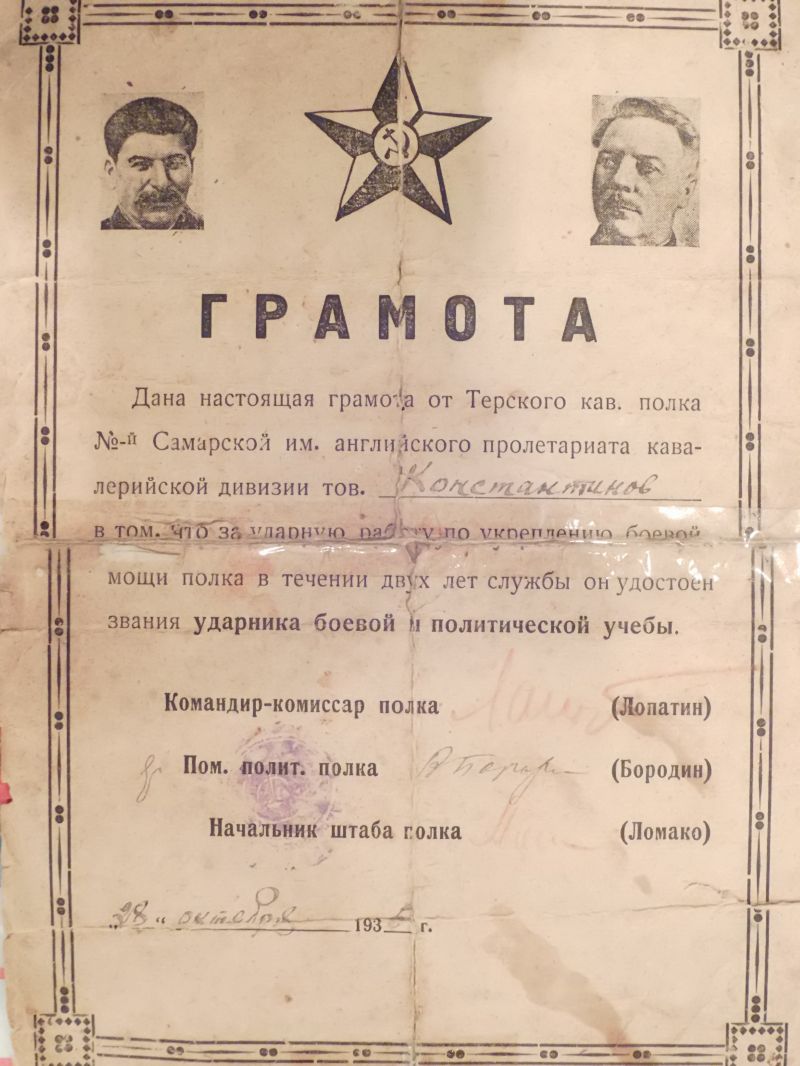 ГРАМОТА
Дана настоящая грамота от Терского кав. полка
№-й Самарской им. английского пролетариата кава-
лерийской дивизии тов. Константинов
в том, что за ударную работу по укреплению боевой
мощи полка в течении двух лет службы он удостоен
звания ударника боевой и политической учебы.
Командир-комиссар полка (Лопатин)
Пом. полит. полка (Бородин)
Начальник штаба полка (Ломако)
„28“ октября 193 г.